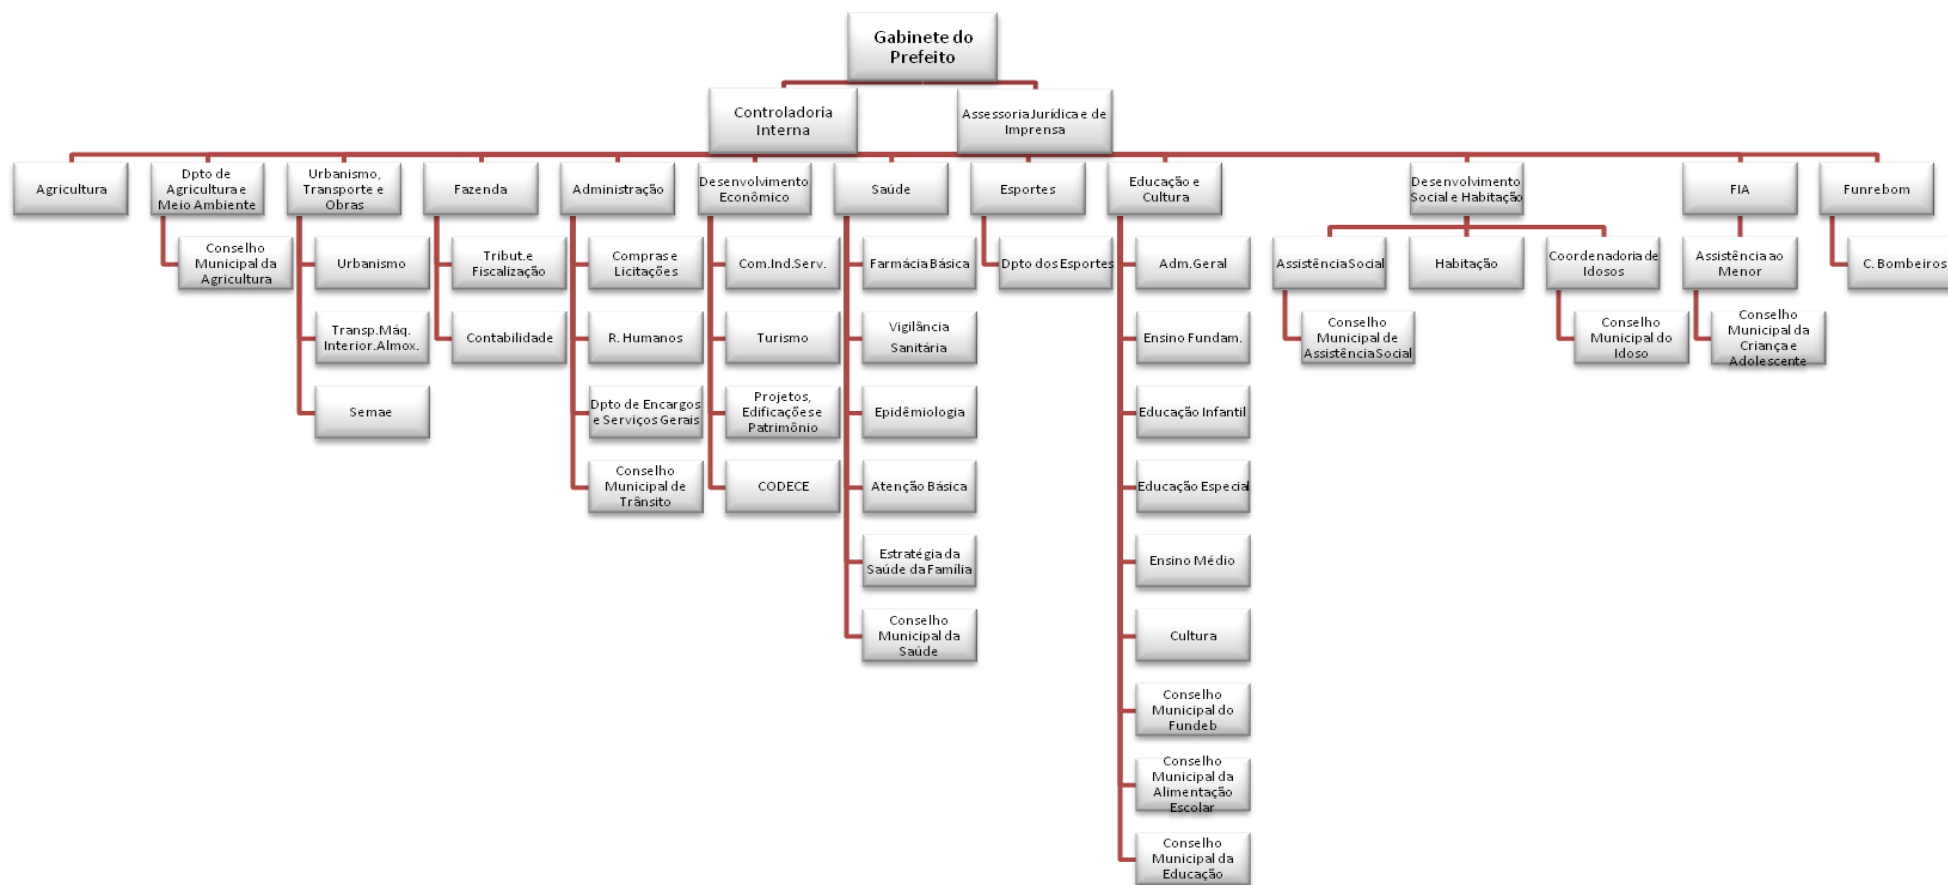 Gabinete do
Prefeito
Controladoria
Interna
Assessoria Jurídica e de
Imprensa
Agricultura
Dpto de
Agricultura e
Meio Ambiente
Urbanismo,
Transporte e
Obras
Fazenda
Administração
Desenvolvimento
Econômico
Saúde
Esportes
Educação e
Cultura
Desenvolvimento
Social e Habitação
FIA
Funrebom
Conselho
Municipal da
Agricultura
Urbanismo
Tribut.e
Fiscalização
Compras e
Licitações
Com.Ind.Serv.
Farmácia Básica
Dpto dos Esportes
Adm.Geral
Assistência Social
Habitação
Coordenadoria de
Idosos
Assistência ao
Menor
C. Bombeiros
Transp.Máq.
Interior.Almox.
Contabilidade
R. Humanos
Turismo
Vigilância
Sanitária
Ensino Fundam.
Conselho
Municipal de
Assistência Social
Conselho
Municipal do
Idoso
Conselho
Municipal da
Criança e
Adolescente
Semae
Dpto de Encargos
e Serviços Gerais
Projetos,
Edificações e
Patrimônio
Epidêmiologia
Educação Infantil
Conselho
Municipal de
Trânsito
CODECE
Atenção Básica
Educação Especial
Estratégia da
Saúde da Família
Ensino Médio
Conselho
Municipal da
Saúde
Cultura
Conselho
Municipal do
Fundeb
Conselho
Municipal da
Alimentação
Escolar
Conselho
Municipal da
Educação